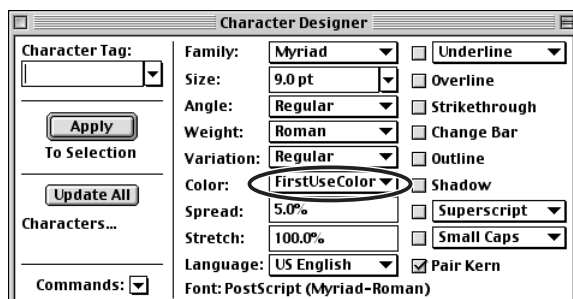 Character Designer
Character Tag:
Apply
To Selection
Update All
Characters...
Commands:
Family: Myriad
Size: 9.0 pt
Angle: Regular
Weight: Roman
Variation: Regular
Color: FirstUseColor
Spread: 5.0%
Stretch: 100.0%
Language: US English
Font: PostScript (Myriad-Roman)
Underline
Overline
Strikethrough
Change Bar
Outline
Shadow
Superscript
Small Caps
Pair Kern